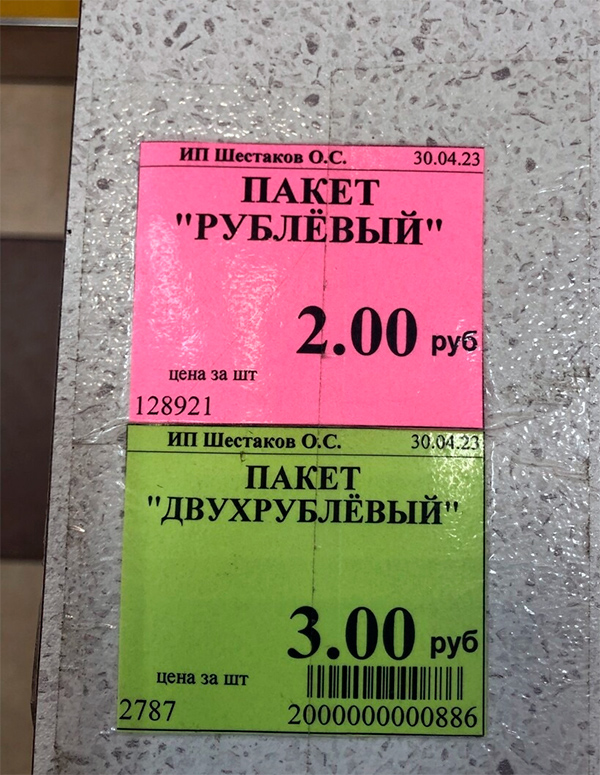 ИП Шестаков О.С. 30.04.23
ПАКЕТ
"РУБЛЁВЫЙ"
2.00 руб
цена за шт
128921
ИП Шестаков О.С. 30.04.23
ПАКЕТ
"ДВУХРУБЛЁВЫЙ"
3.00 руб
цена за шт
2787 2000000000886